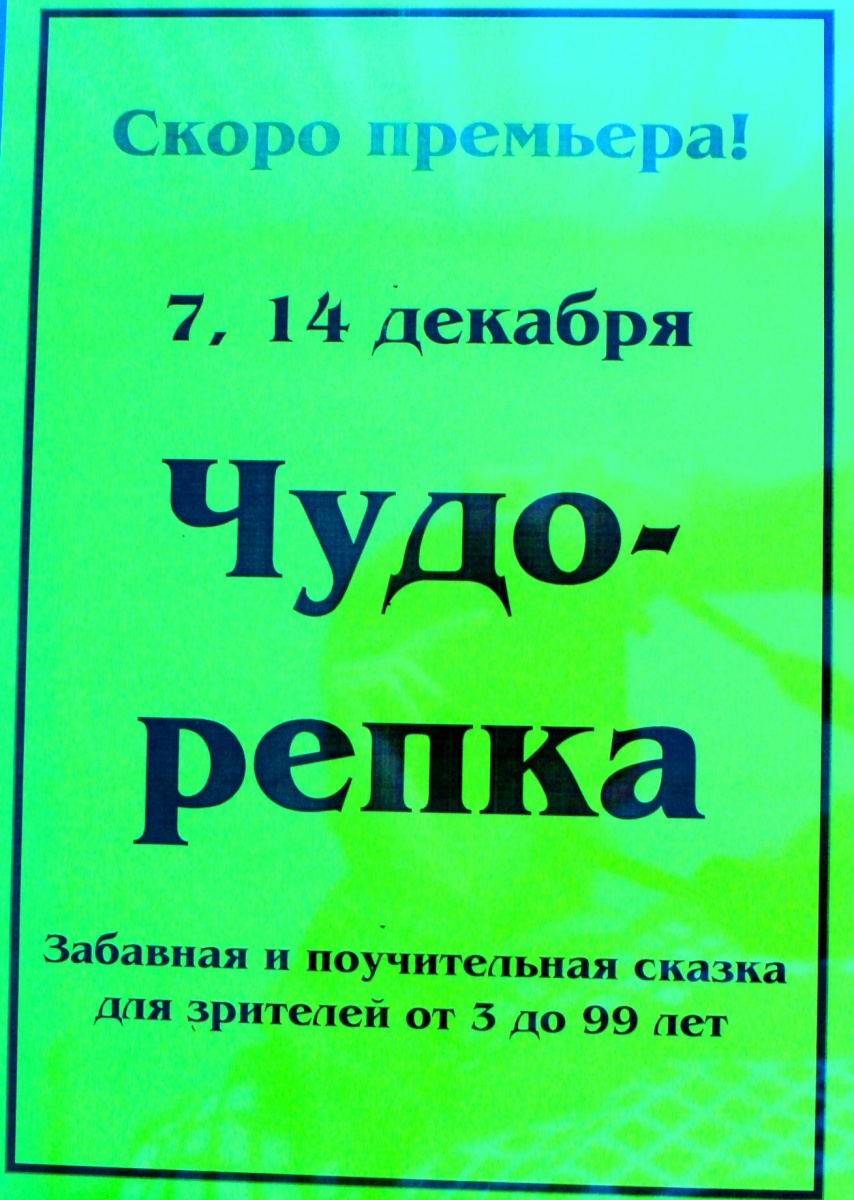 Скоро премьера!
7, 14 декабря
Чудо-
репка
Забавная и поучительная сказка
для зрителей от 3 до 99 лет